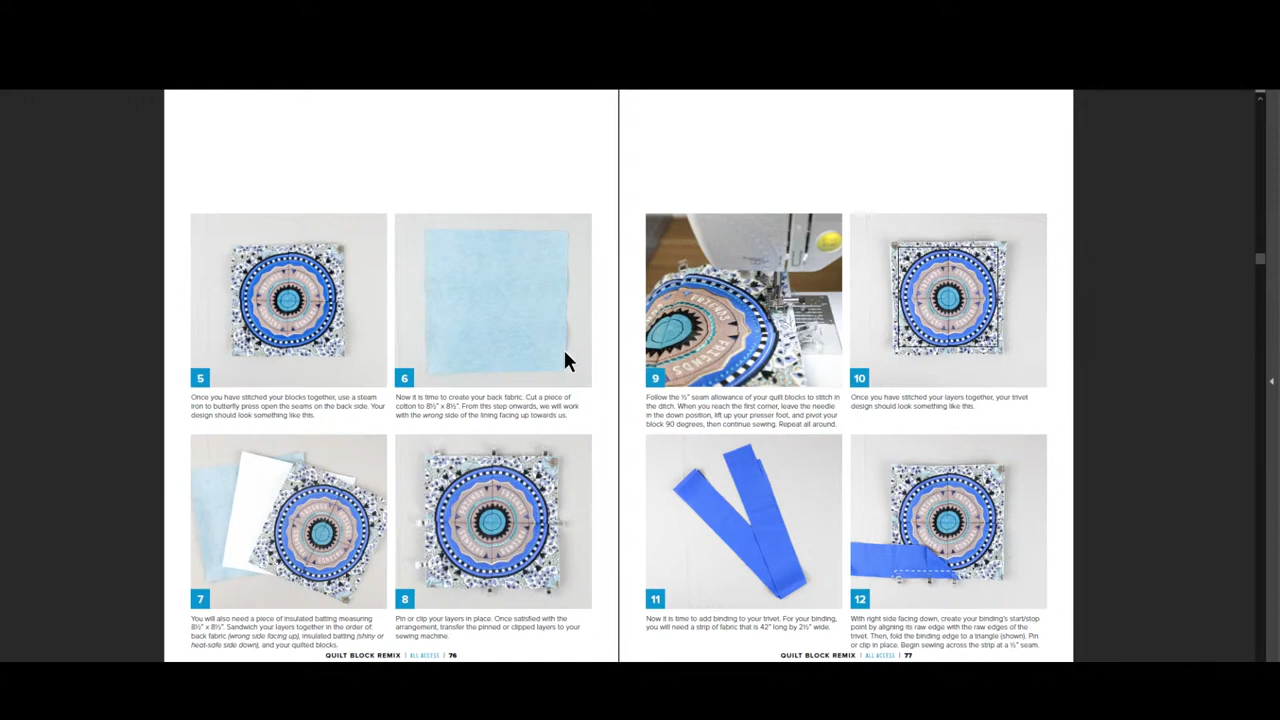 5
Once you have stitched your blocks together, use a steam
iron to butterfly press open the seams on the back side. Your
design should look something like this.
6
Now it is time to create your back fabric. Cut a piece of
cotton to 8½” x 8½”. From this step onwards, we will work
with the wrong side of the lining facing up towards us.
7
You will also need a piece of insulated batting measuring
8½” x 8½”. Sandwich your layers together in the order of:
back fabric (wrong side facing up), insulated batting (shiny or
heat-safe side down), and your quilted blocks.
8
Pin or clip your layers in place. Once satisfied with the
arrangement, transfer the pinned or clipped layers to your
sewing machine.
QUILT BLOCK REMIX | ALL ACCESS | 76
FRIENDS
FRIENDS
9
Follow the ½” seam allowance of your quilt blocks to stitch in
the ditch. When you reach the first corner, leave the needle
in the down position, lift up your presser foot, and pivot your
block 90 degrees, then continue sewing. Repeat all around.
10
Once you have stitched your layers together, your trivet
design should look something like this.
11
Now it is time to add binding to your trivet. For your binding,
you will need a strip of fabric that is 42” long by 2½” wide.
12
With right side facing down, create your binding’s start/stop
point by aligning its raw edge with the raw edges of the
trivet. Then, fold the binding edge to a triangle (shown). Pin
or clip in place. Begin sewing across the strip at a ½” seam.
QUILT BLOCK REMIX | ALL ACCESS | 77